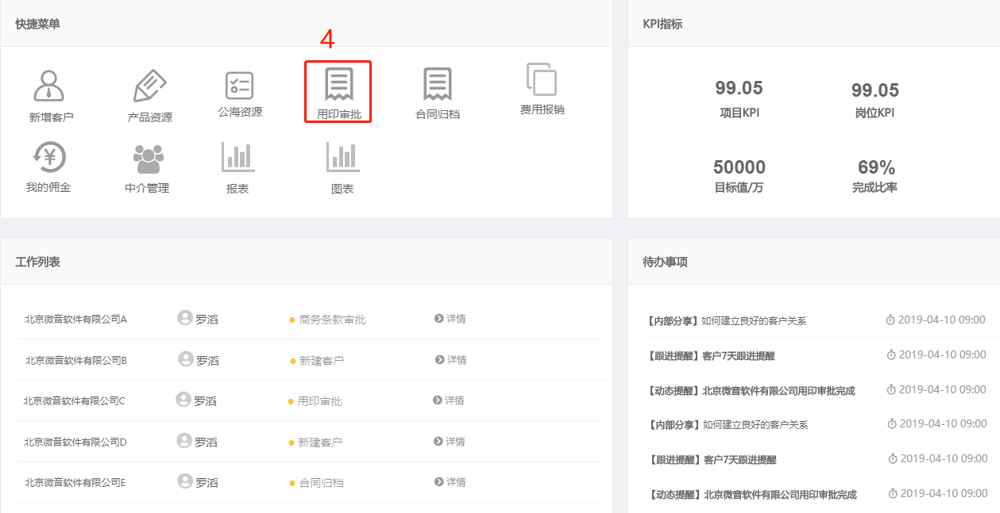 快捷菜单
4
新增客户
产品资源
公海资源
用印审批
合同归档
费用报销
我的佣金
中介管理
报表
图表
KPI指标
99.05
项目KPI
99.05
岗位KPI
50000
目标值/万
69%
完成比率
工作列表
北京微音软件有限公司A 罗滔 商务条款审批 详情
北京微音软件有限公司B 罗滔 新建客户 详情
北京微音软件有限公司C 罗滔 用印审批 详情
北京微音软件有限公司D 罗滔 新建客户 详情
北京微音软件有限公司E 罗滔 合同归档 详情
待办事项
【内部分享】如何建立良好的客户关系 2019-04-10 09:00
【跟进提醒】客户7天跟进提醒 2019-04-10 09:00
【动态提醒】北京微音软件有限公司用印审批完成 2019-04-10 09:00
【内部分享】如何建立良好的客户关系 2019-04-10 09:00
【跟进提醒】客户7天跟进提醒 2019-04-10 09:00
【动态提醒】北京微音软件有限公司用印审批完成 2019-04-10 09:00